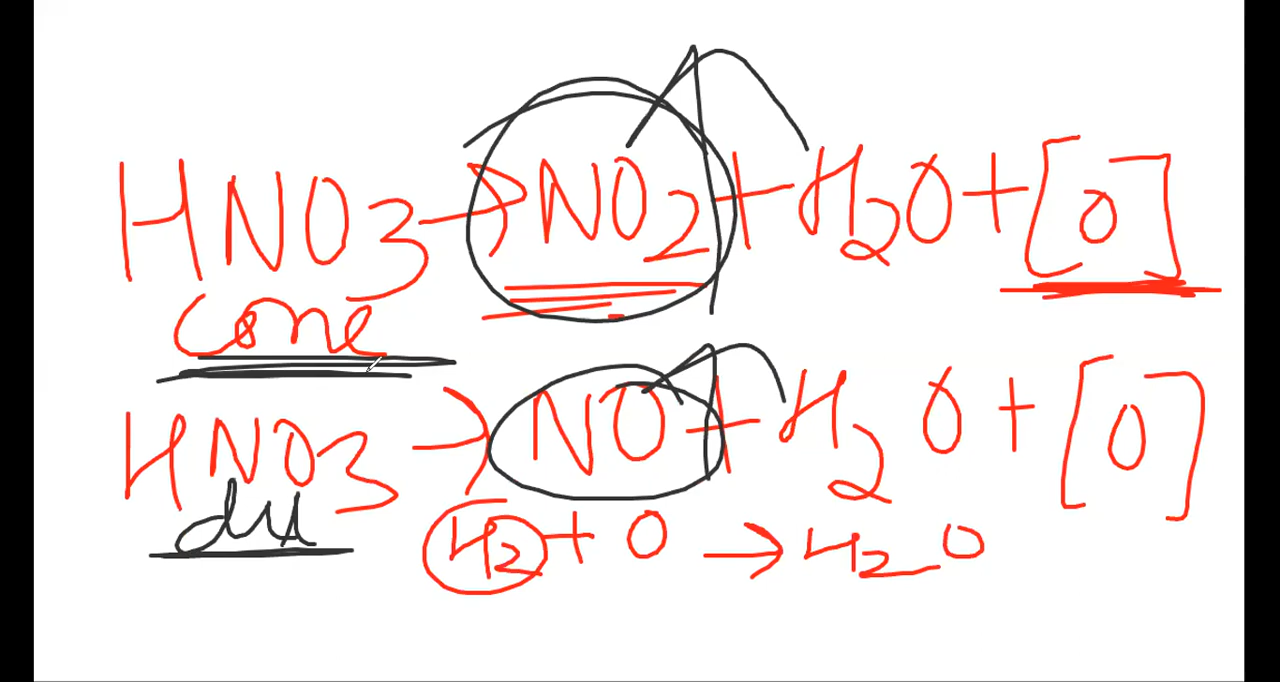 HNO3 → NO2 + H2O + [O]
conc
HNO3 → NO + H2O + [O]
dil
H2 + O → H2O